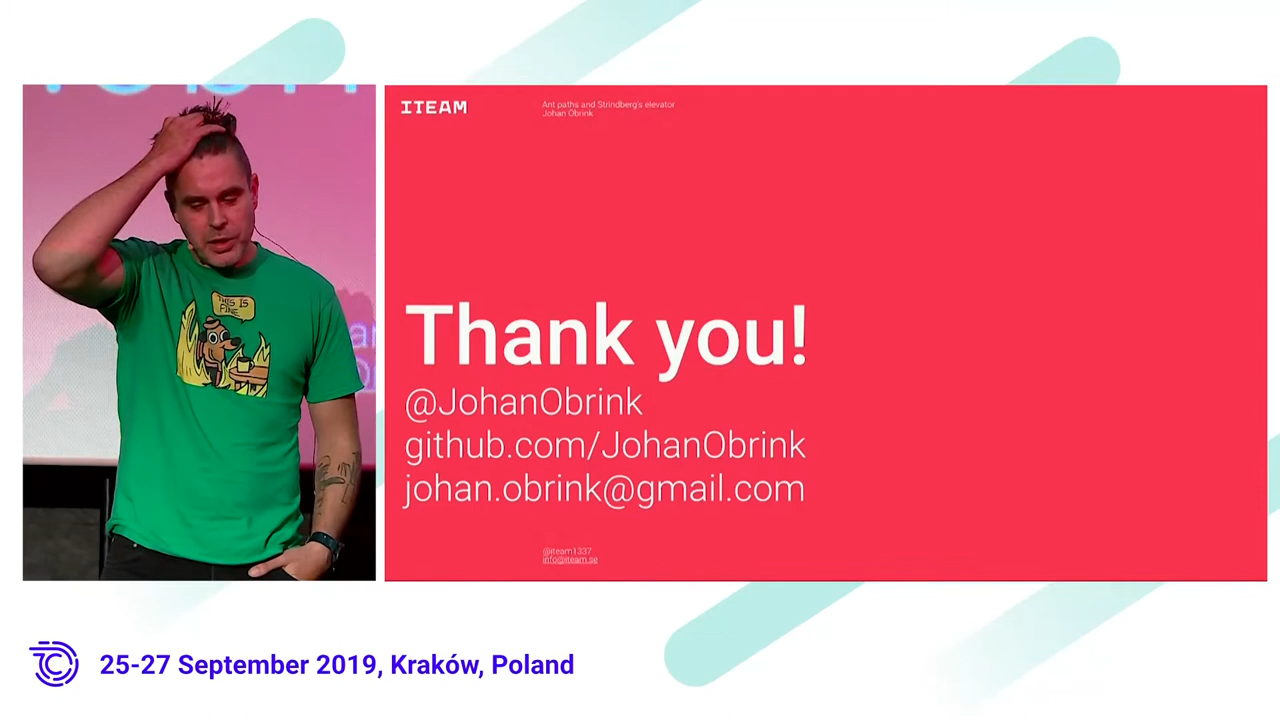 ITEAM
Ant paths and Strindberg's elevator
Johan Öbrink
THIS IS
FINE
Thank you!
@JohanObrink
github.com/JohanObrink
johan.obrink@gmail.com
@iteam1337
info@iteam.se
25-27 September 2019, Kraków, Poland